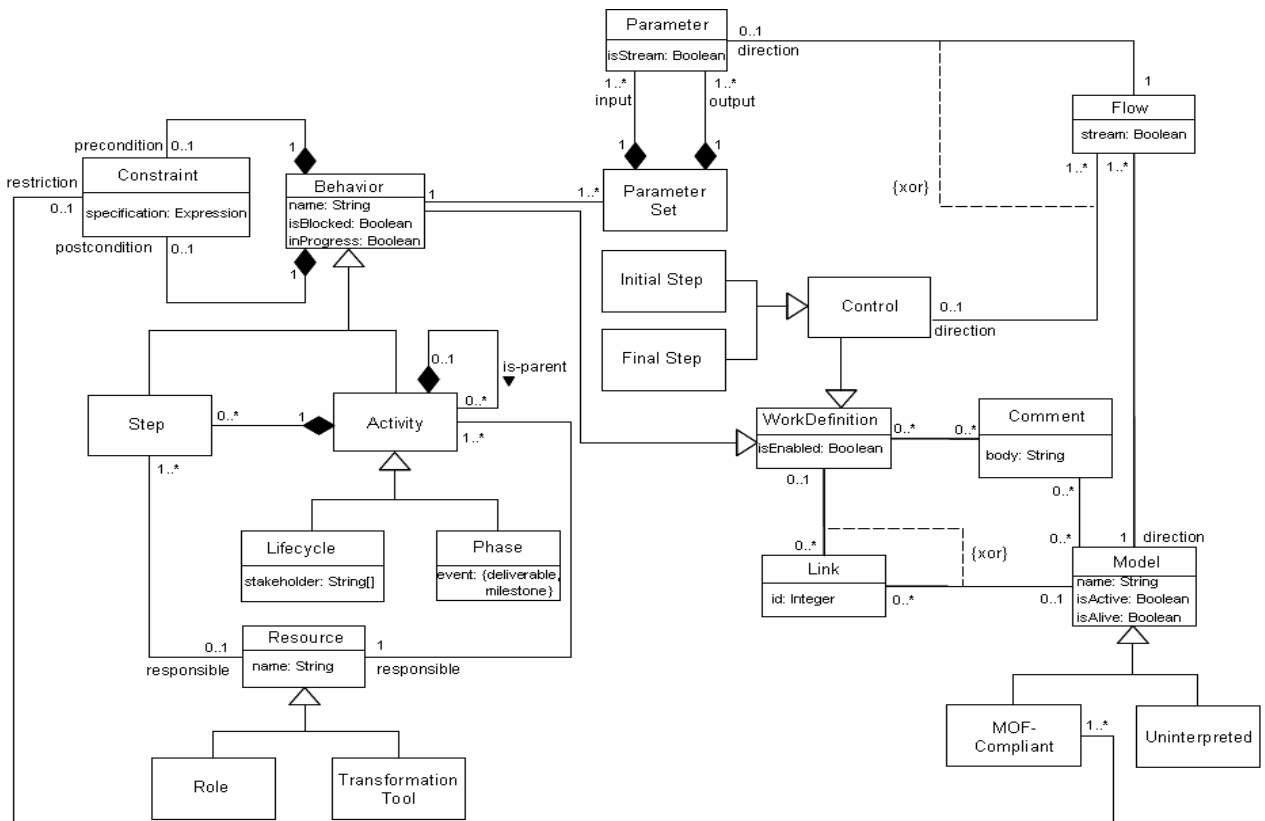 Parameter
isStream: Boolean
0..1
direction
1..*
input
1..*
output
1
Flow
stream: Boolean
1..*
1..*
precondition
0..1
1
Constraint
specification: Expression
restriction
0..1
postcondition
0..1
1
Behavior
name: String
isBlocked: Boolean
inProgress: Boolean
1
1..*
1
1
Parameter
Set
{xor}
Initial Step
Final Step
Control
0..1
direction
0..1
is-parent
0..*
Step
0..*
1
Activity
1..*
1..*
WorkDefinition
isEnabled: Boolean
0..*
0..*
0..1
Comment
body: String
0..*
0..*
Lifecycle
stakeholder: String[]
Phase
event: {deliverable,
milestone}
0..*
{xor}
Link
id: Integer
0..*
1
direction
Model
name: String
isActive: Boolean
isAlive: Boolean
0..1
Resource
name: String
0..1
responsible
1
responsible
Role
Transformation
Tool
MOF-
Compliant
1..*
Uninterpreted